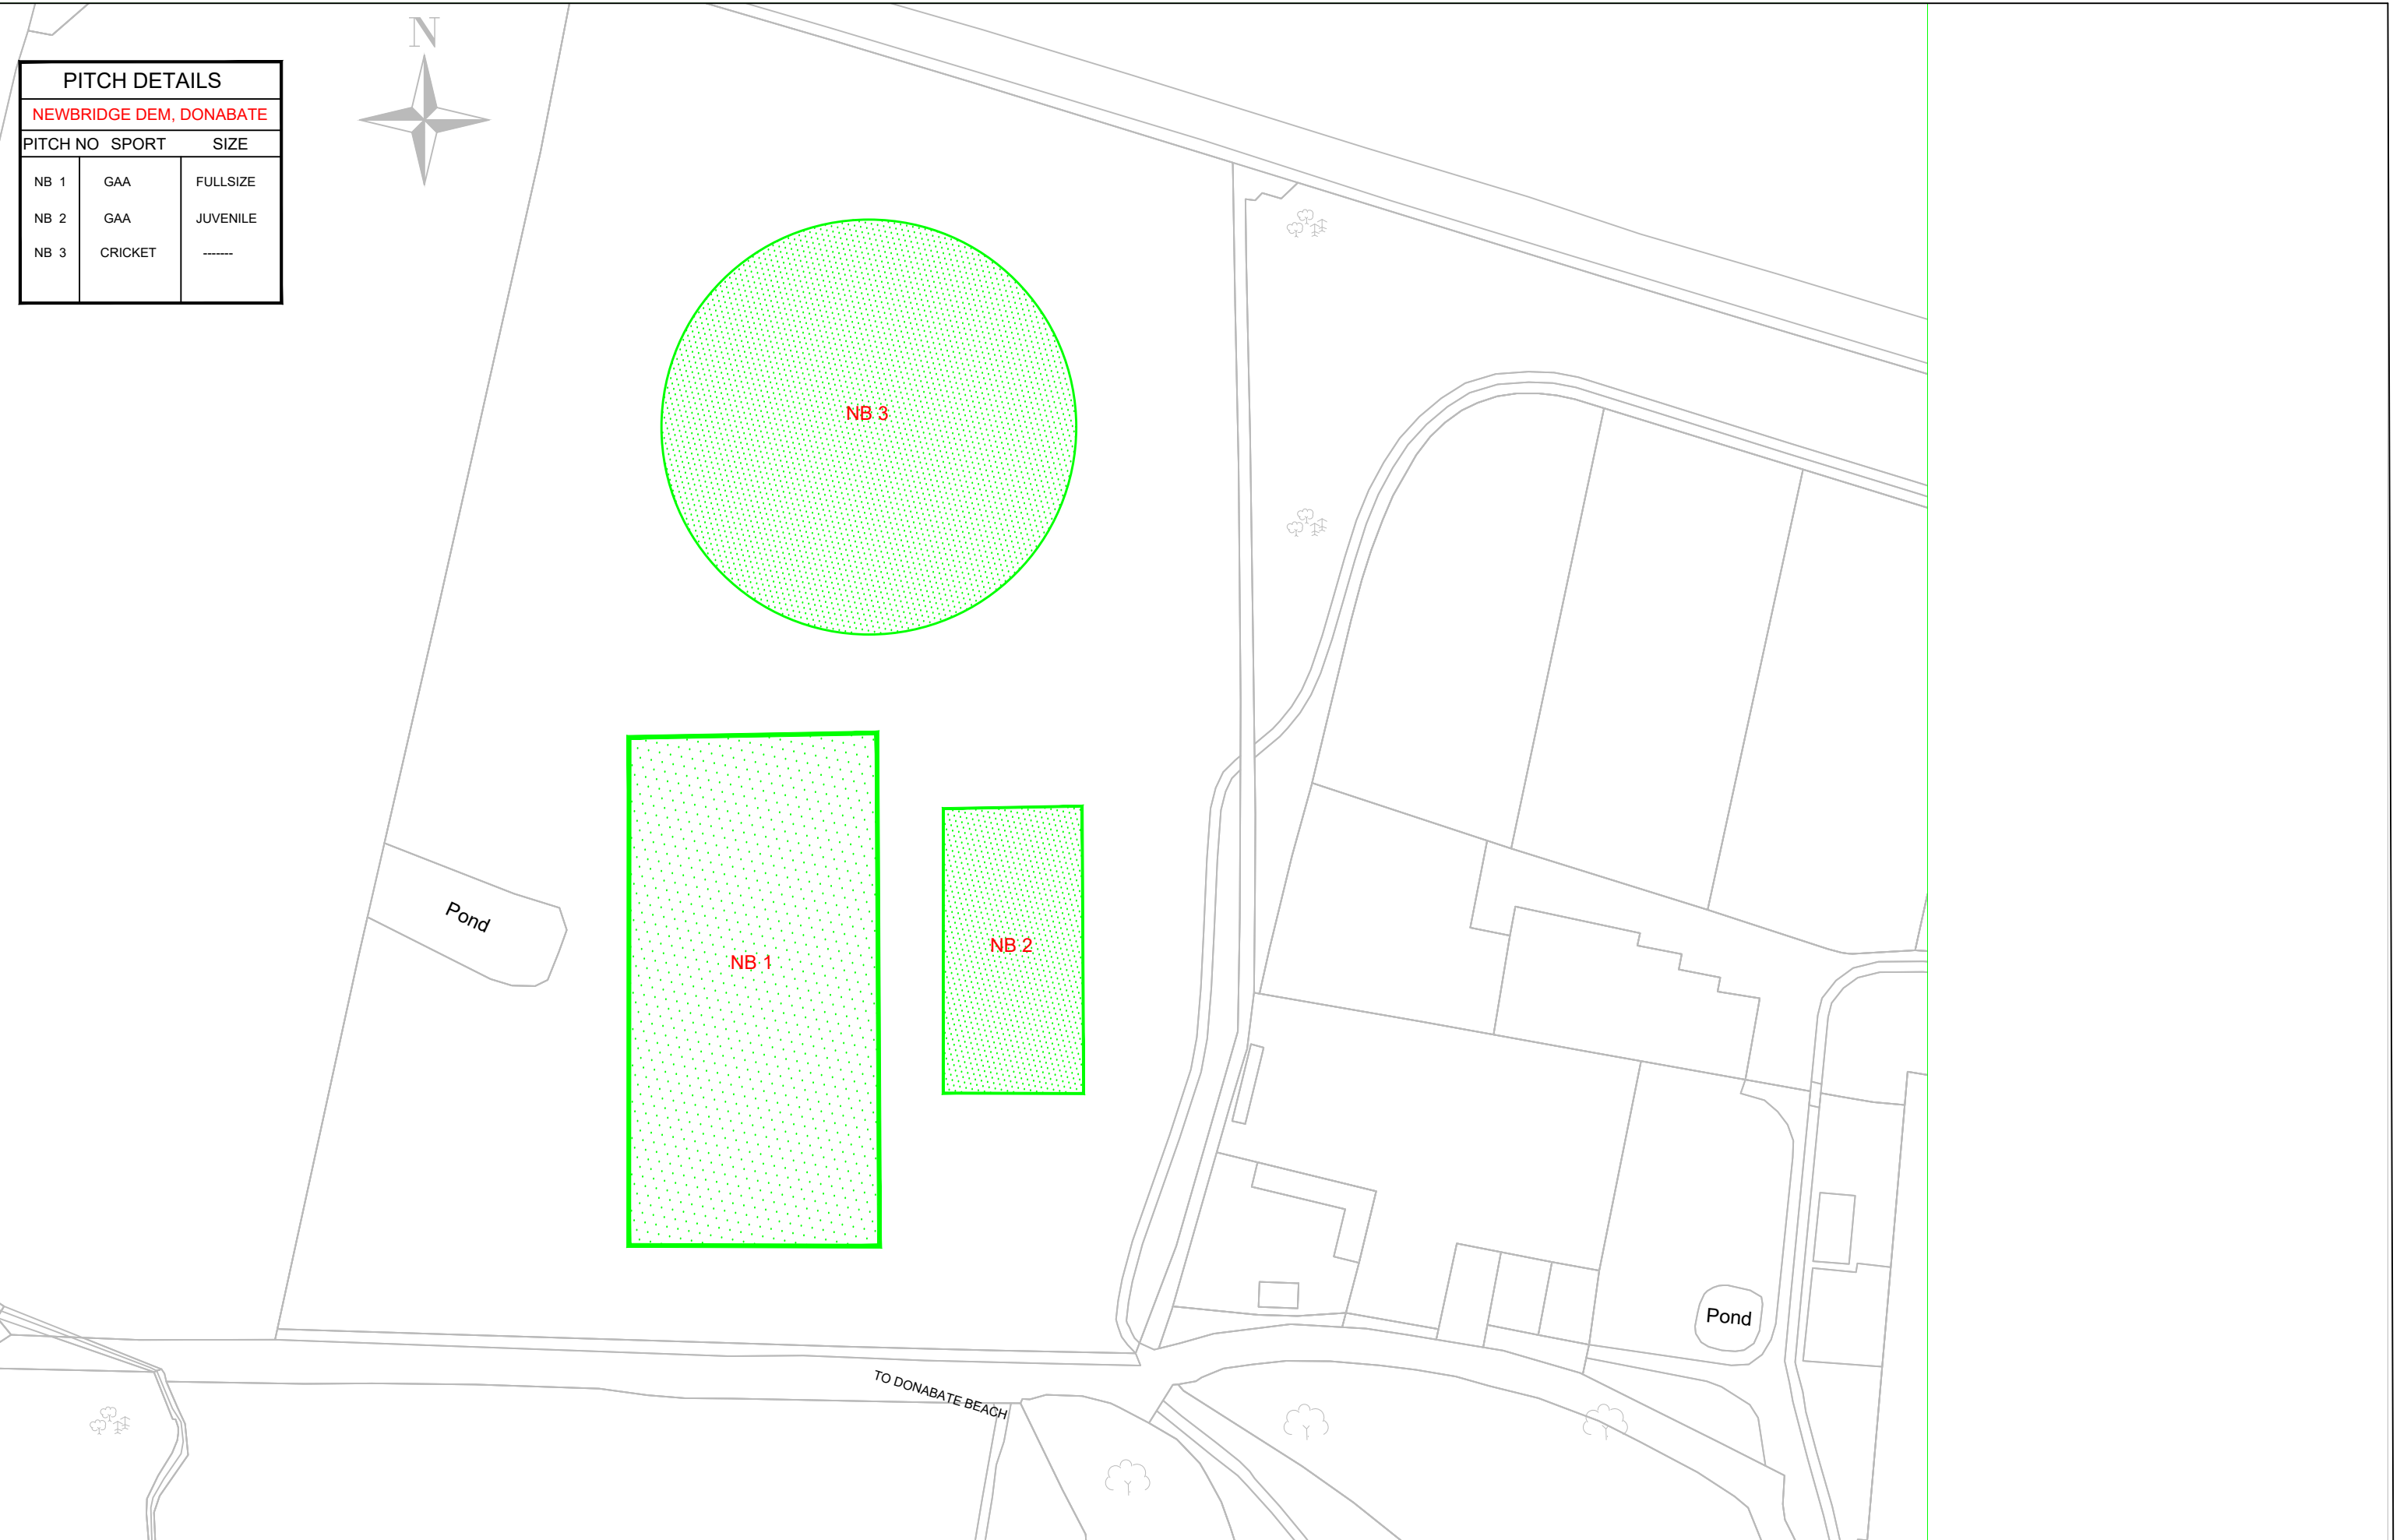 N
PITCH DETAILS
NEWBRIDGE DEM, DONABATE
PITCH NO SPORT SIZE
NB 1 GAA FULLSIZE
NB 2 GAA JUVENILE
NB 3 CRICKET -------
NB 3
Pond
NB 2
NB 1
Pond
TO DONABATE BEACH